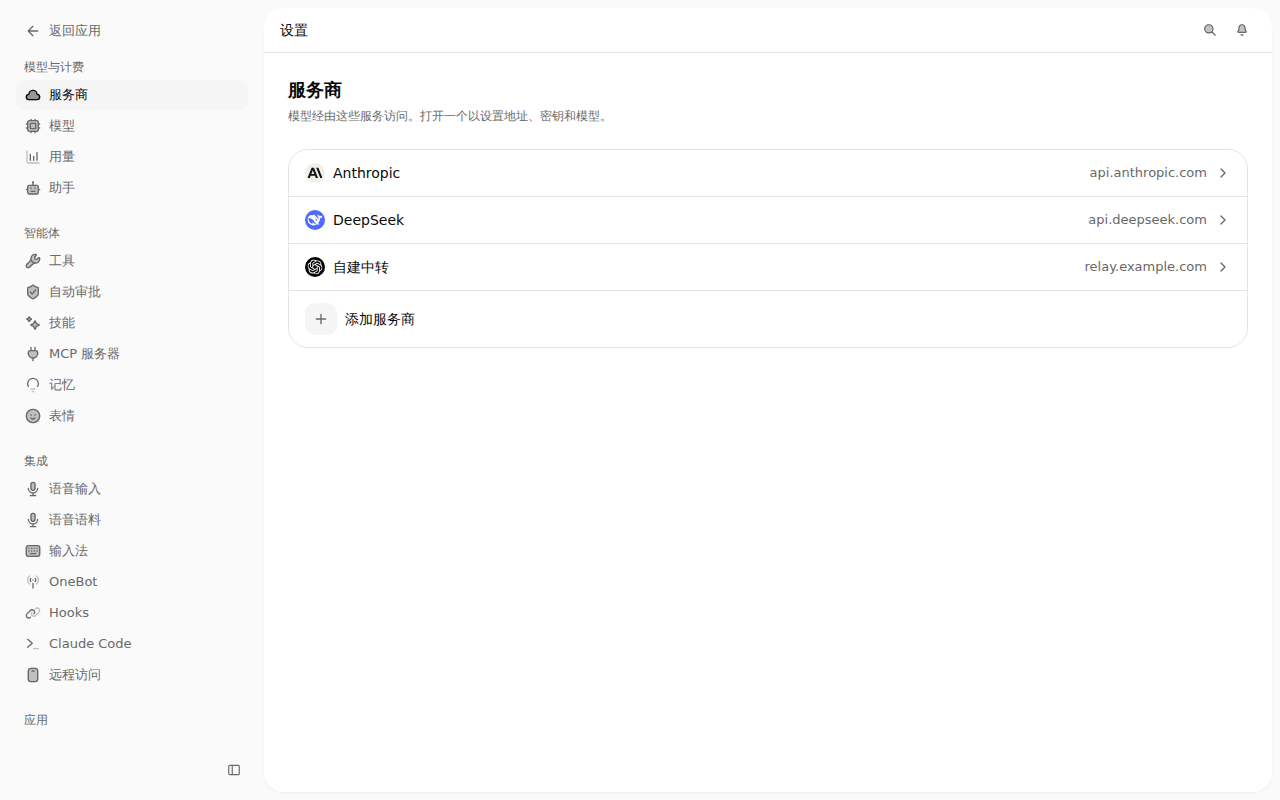 返回应用
模型与计费
服务商
模型
用量
助手
智能体
工具
自动审批
技能
MCP 服务器
记忆
表情
集成
语音输入
语音语料
输入法
OneBot
Hooks
Claude Code
远程访问
应用
设置
服务商
模型经由这些服务访问。打开一个以设置地址、密钥和模型。
Anthropic api.anthropic.com
DeepSeek api.deepseek.com
自建中转 relay.example.com
添加服务商